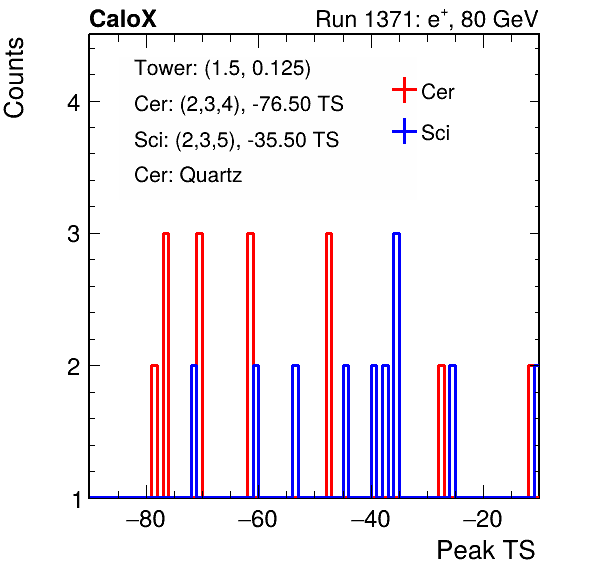 CaloX Run 1371: e⁺, 80 GeV
Counts
Tower: (1.5, 0.125)
Cer: (2,3,4), -76.50 TS
Sci: (2,3,5), -35.50 TS
Cer: Quartz
Cer
Sci
4
3
2
1
−80 −60 −40 −20
Peak TS